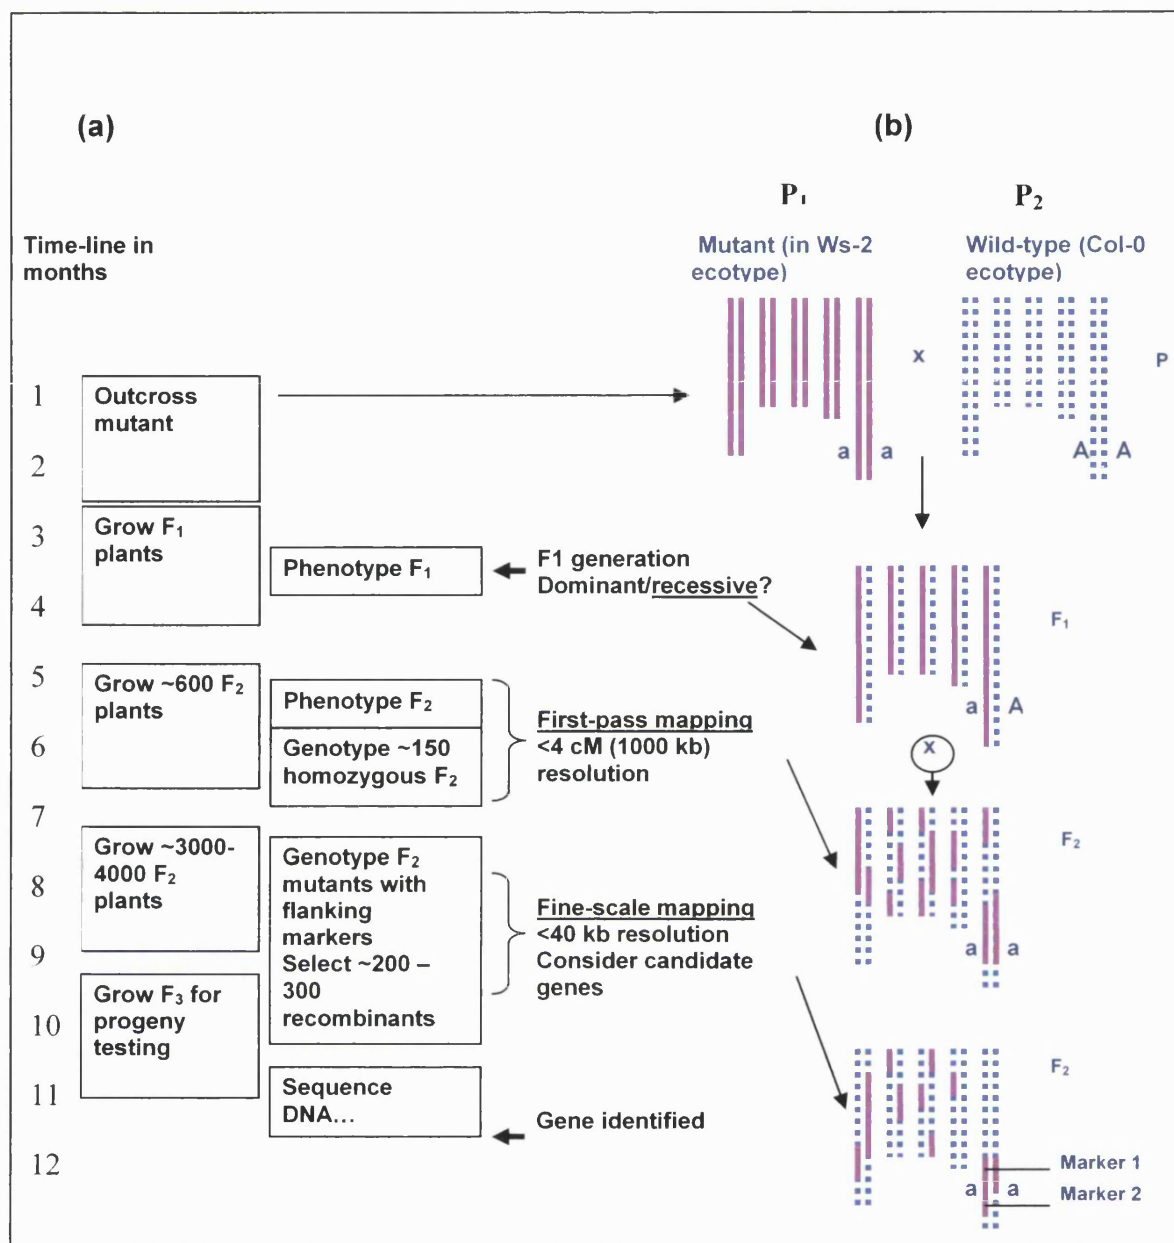 (a)
(b)
P₁
P₂
Time-line in
months
Mutant (in Ws-2
ecotype)
Wild-type (Col-0
ecotype)
x
P
a
a
A
A
1
2
3
4
5
6
7
8
9
10
11
12
Outcross
mutant
Grow F₁
plants
Phenotype F₁
F1 generation
Dominant/recessive?
F₁
a
A
x
Grow ~600 F₂
plants
Phenotype F₂
Genotype ~150
homozygous F₂
First-pass mapping
<4 cM (1000 kb)
resolution
F₂
a
a
Grow ~3000-
4000 F₂
plants
Genotype F₂
mutants with
flanking
markers
Select ~200 –
300
recombinants
Fine-scale mapping
<40 kb resolution
Consider candidate
genes
Grow F₃ for
progeny
testing
F₂
Sequence
DNA...
Gene identified
a
a
Marker 1
Marker 2